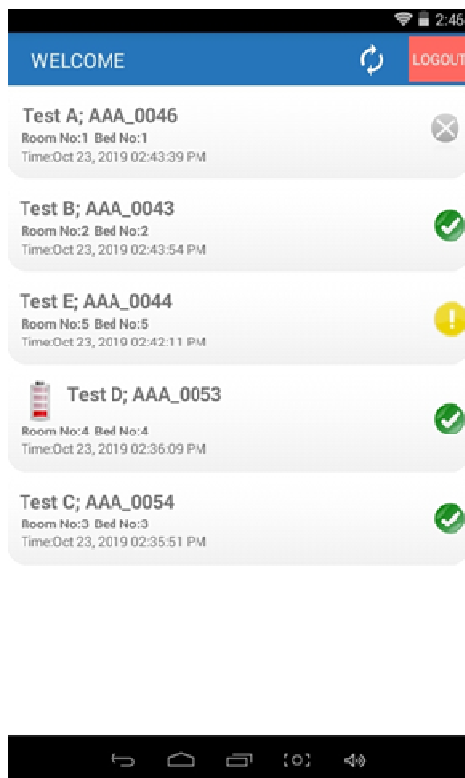 2:45
WELCOME
LOGOUT
Test A; AAA_0046
Room No:1 Bed No:1
Time:Oct 23, 2019 02:43:39 PM
Test B; AAA_0043
Room No:2 Bed No:2
Time:Oct 23, 2019 02:43:54 PM
Test E; AAA_0044
Room No:5 Bed No:5
Time:Oct 23, 2019 02:42:11 PM
Test D; AAA_0053
Room No:4 Bed No:4
Time:Oct 23, 2019 02:36:09 PM
Test C; AAA_0054
Room No:3 Bed No:3
Time:Oct 23, 2019 02:35:51 PM